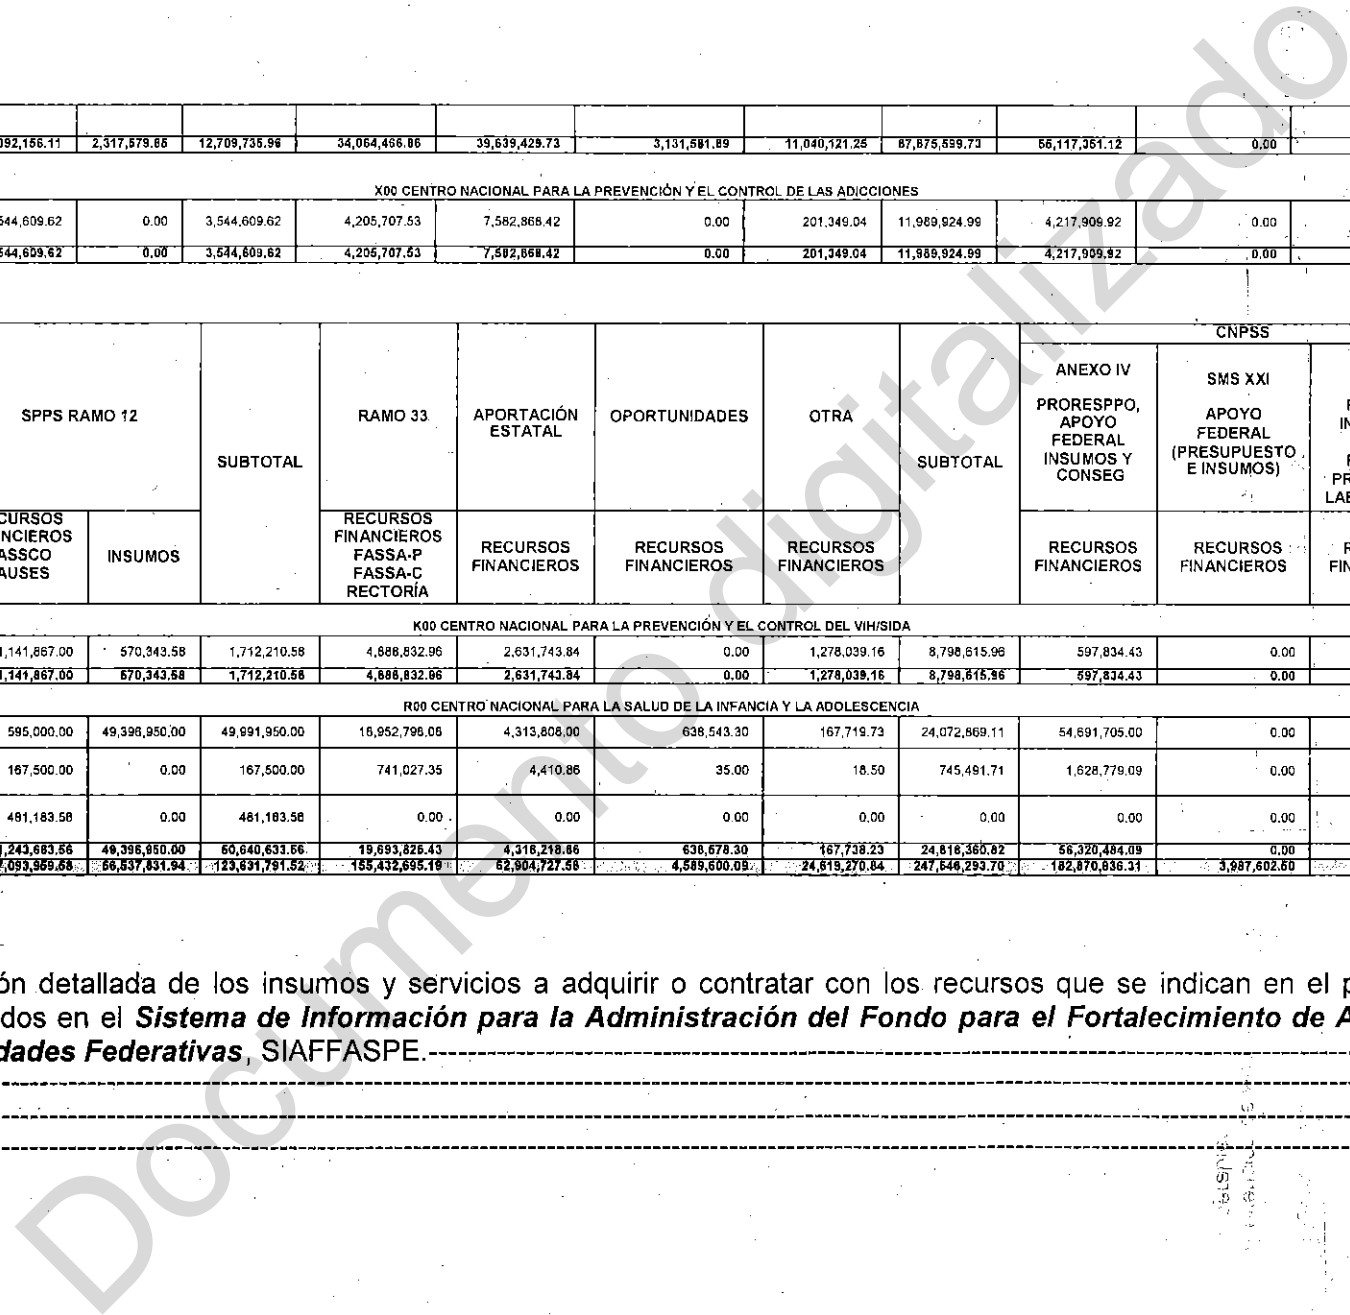 092,156.11 2,317,579.85 12,709,735.96 34,064,466.86 39,639,429.73 3,131,581.89 11,040,121.25 87,875,599.73 55,117,351.12 0.00
X00 CENTRO NACIONAL PARA LA PREVENCIÓN Y EL CONTROL DE LAS ADICCIONES
544,609.62 0.00 3,544,609.62 4,205,707.53 7,582,868.42 0.00 201,349.04 11,989,924.99 4,217,909.92 0.00
544,609.62 0.00 3,544,609.62 4,205,707.53 7,582,868.42 0.00 201,349.04 11,989,924.99 4,217,909.92 0.00
CNPSS
SPPS RAMO 12 SUBTOTAL RAMO 33 APORTACIÓN ESTATAL OPORTUNIDADES OTRA SUBTOTAL
ANEXO IV
PRORESPPO,
APOYO
FEDERAL
INSUMOS Y
CONSEG
SMS XXI
APOYO
FEDERAL
(PRESUPUESTO
E INSUMOS)
CURSOS
NCIEROS
ASSCO
AUSES
INSUMOS
RECURSOS
FINANCIEROS
FASSA-P
FASSA-C
RECTORÍA
RECURSOS
FINANCIEROS
RECURSOS
FINANCIEROS
RECURSOS
FINANCIEROS
RECURSOS
FINANCIEROS
RECURSOS
FINANCIEROS
K00 CENTRO NACIONAL PARA LA PREVENCIÓN Y EL CONTROL DEL VIH/SIDA
1,141,867.00 570,343.58 1,712,210.58 4,888,832.96 2,631,743.84 0.00 1,278,039.16 8,798,615.96 597,834.43 0.00
1,141,867.00 570,343.58 1,712,210.58 4,888,832.96 2,631,743.84 0.00 1,278,039.16 8,798,615.96 597,834.43 0.00
R00 CENTRO NACIONAL PARA LA SALUD DE LA INFANCIA Y LA ADOLESCENCIA
595,000.00 49,396,950.00 49,991,950.00 18,952,798.08 4,313,808.00 638,543.30 167,719.73 24,072,869.11 54,691,705.00 0.00
167,500.00 0.00 167,500.00 741,027.35 4,410.86 35.00 18.50 745,491.71 1,628,779.09 0.00
481,183.56 0.00 481,183.56 0.00 0.00 0.00 0.00 0.00 0.00 0.00
1,243,683.56 49,396,950.00 50,640,633.56 19,693,825.43 4,318,218.86 638,578.30 167,738.23 24,818,360.82 56,320,484.09 0.00
,093,959.58 56,537,831.94 123,631,791.52 155,432,695.19 62,904,727.58 4,589,600.09 24,619,270.84 247,546,293.70 182,870,836.31 3,987,602.60
ón detallada de los insumos y servicios a adquirir o contratar con los recursos que se indican en el p
dos en el Sistema de Información para la Administración del Fondo para el Fortalecimiento de A
dades Federativas, SIAFFASPE.
Documento digitalizado